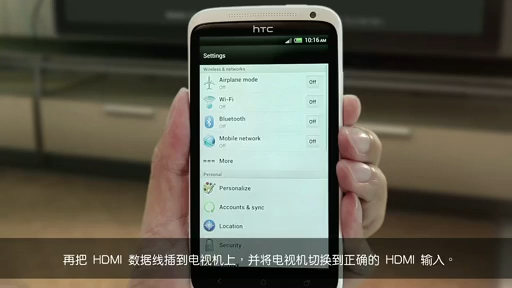 hTC
10:16 AM
Settings
Wireless & networks
Airplane mode
Off
Off
Wi-Fi
Off
Off
Bluetooth
Off
Off
Mobile network
Off
Off
More
Personal
Personalize
Accounts & sync
Location
Security
再把 HDMI 数据线插到电视机上，并将电视机切换到正确的 HDMI 输入。